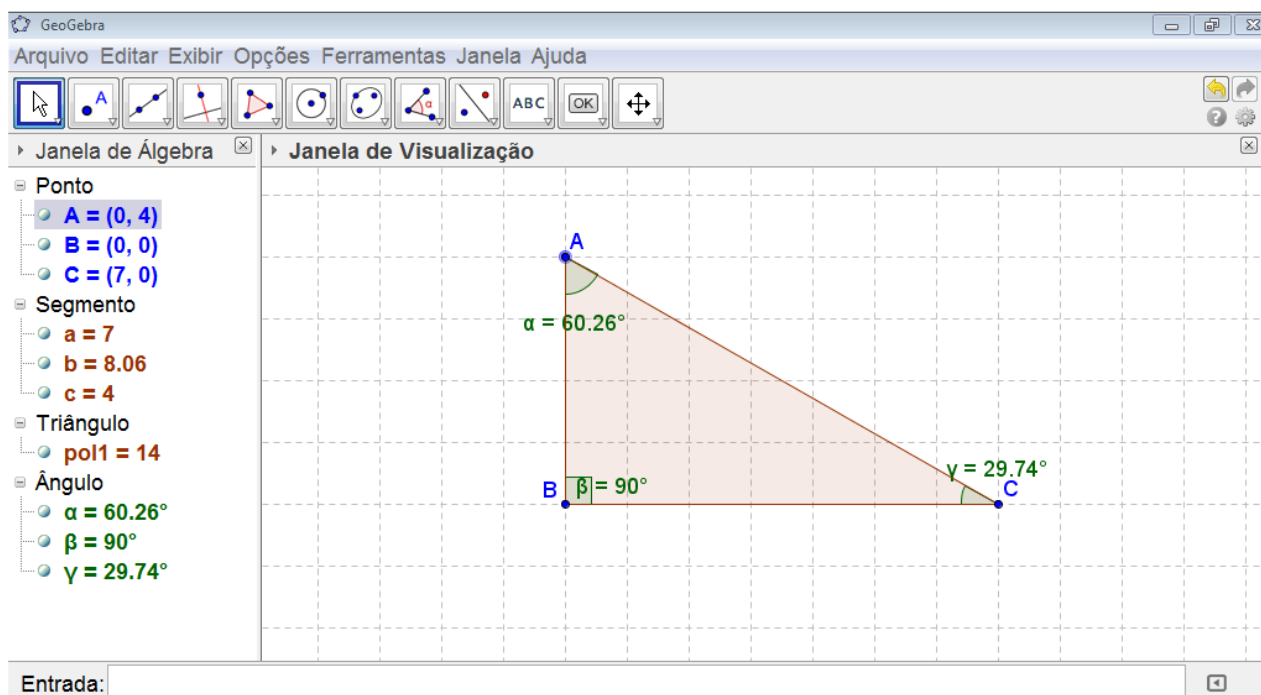 GeoGebra
Arquivo Editar Exibir Opções Ferramentas Janela Ajuda
A
α
ABC
OK
?
Janela de Álgebra
Janela de Visualização
Ponto
A = (0, 4)
B = (0, 0)
C = (7, 0)
Segmento
a = 7
b = 8.06
c = 4
Triângulo
pol1 = 14
Ângulo
α = 60.26°
β = 90°
γ = 29.74°
A
α = 60.26°
γ = 29.74°
B
β = 90°
C
Entrada: